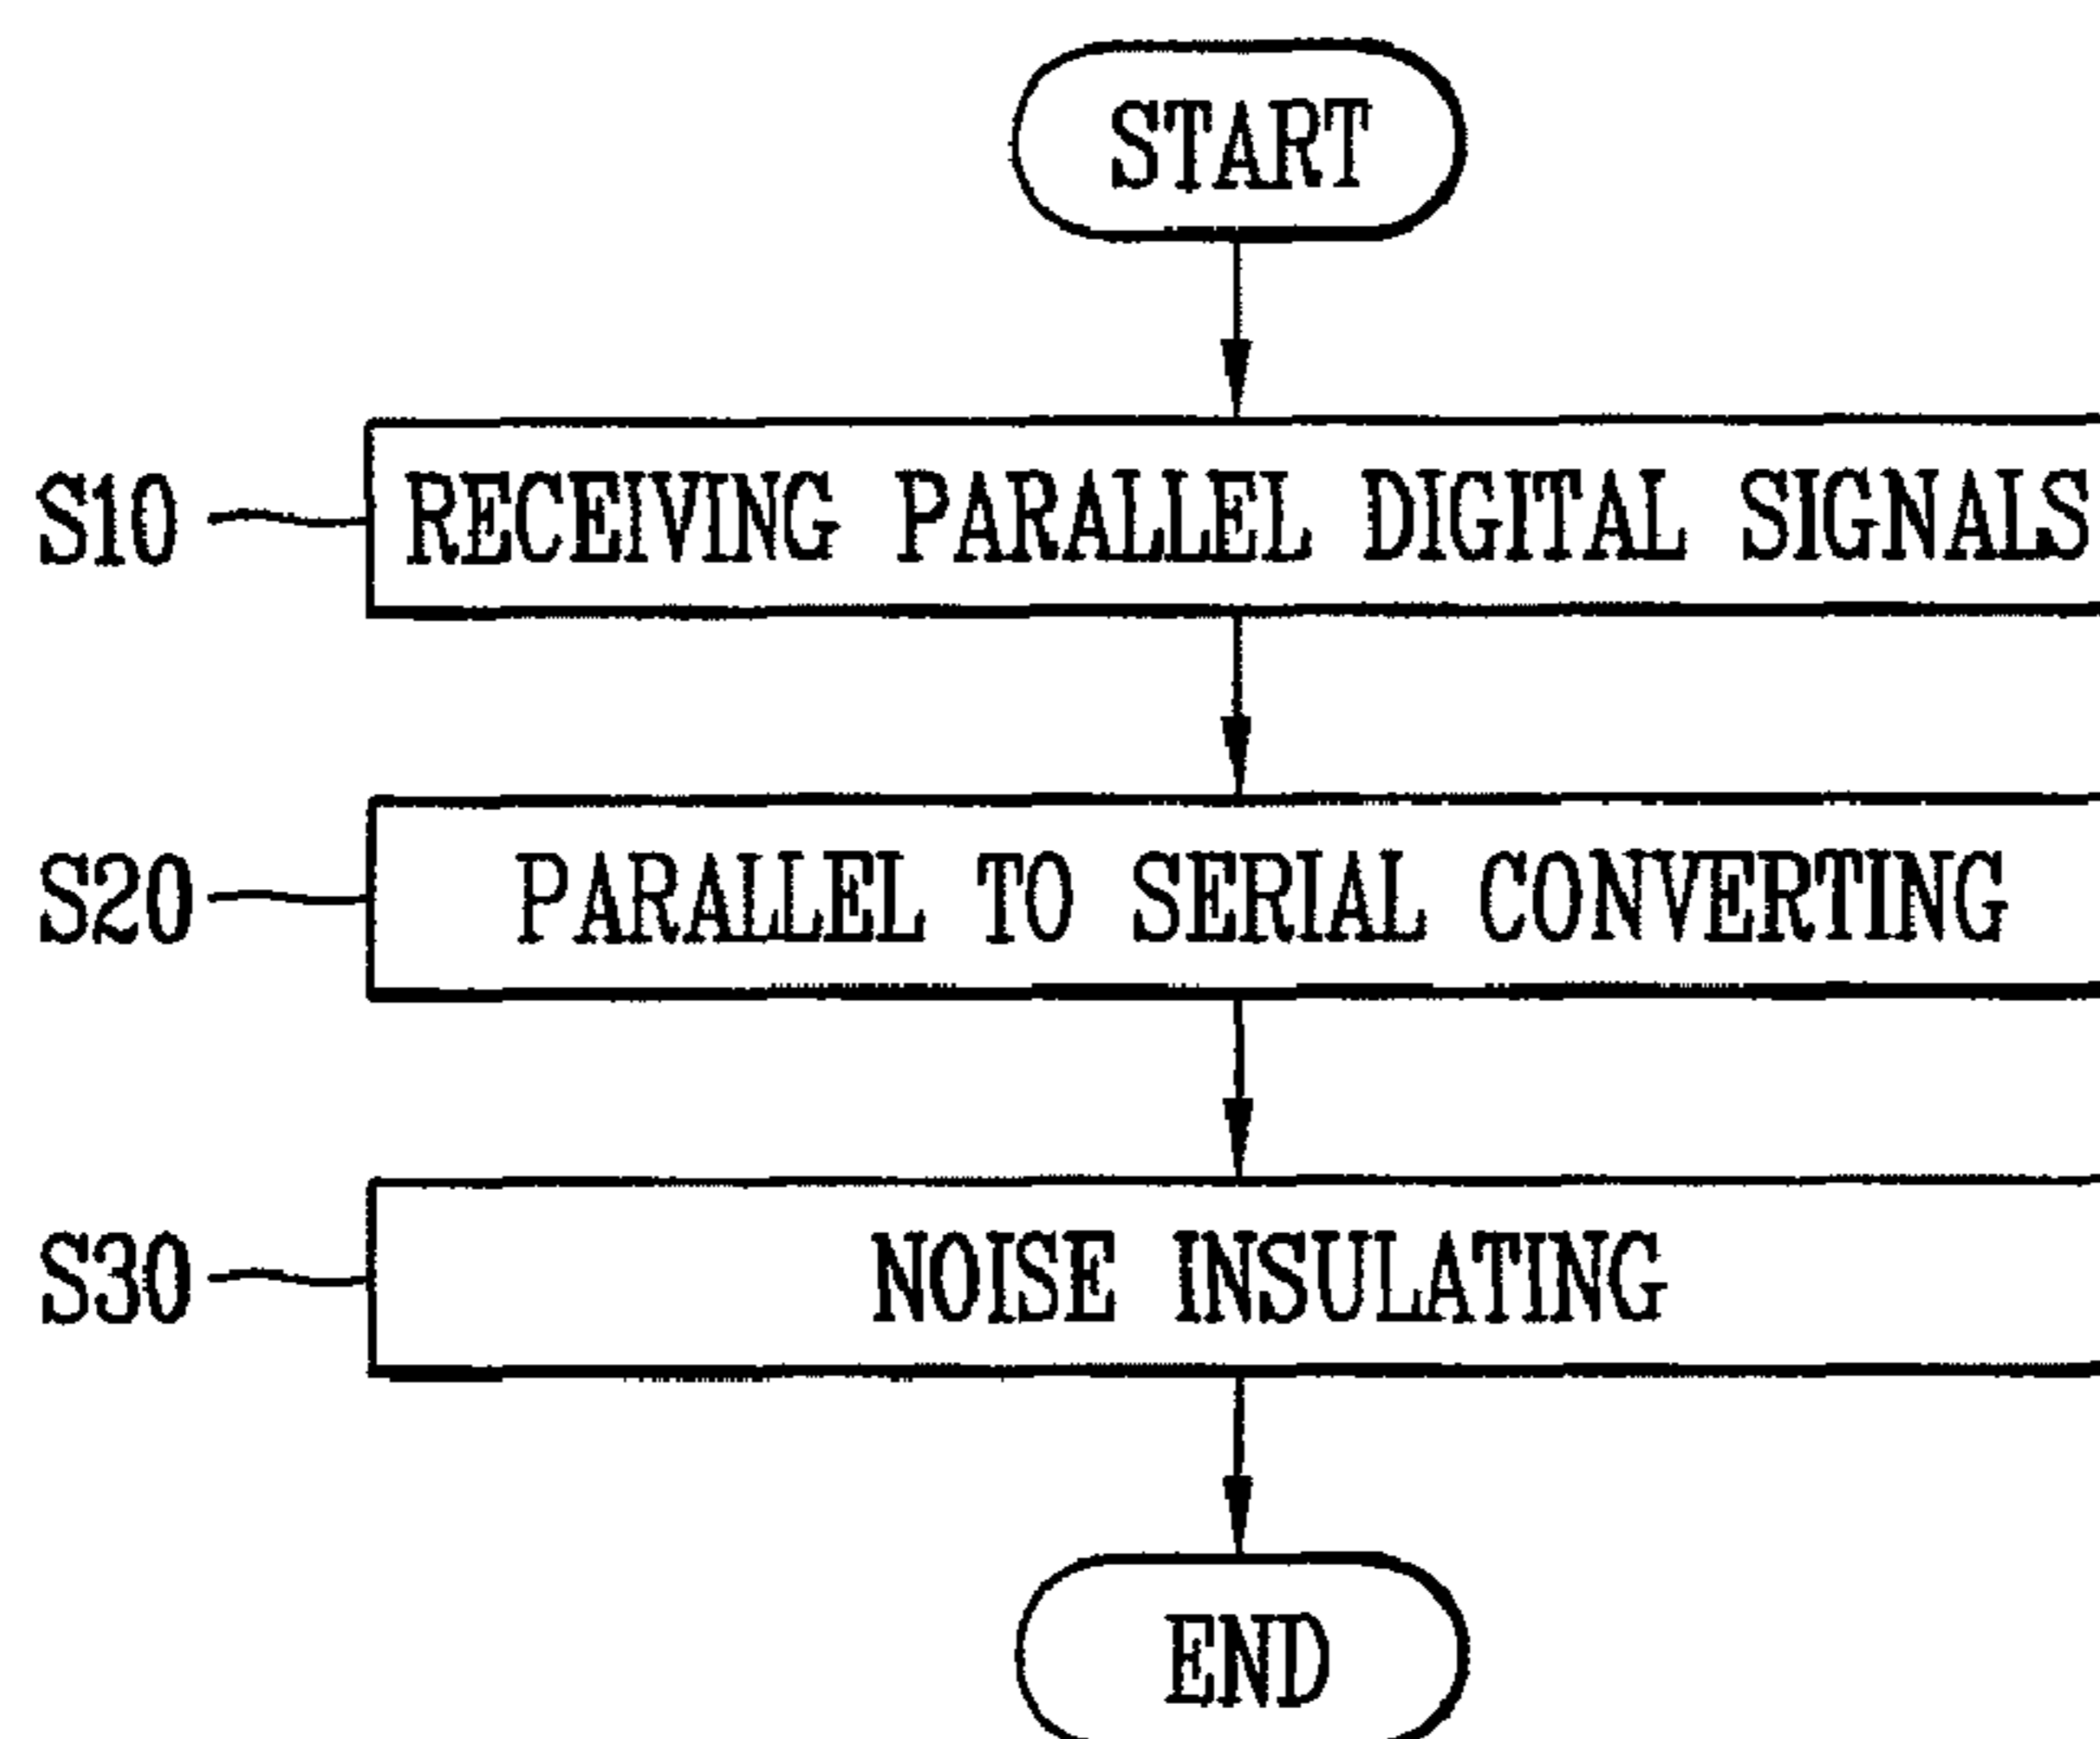 START
S10 RECEIVING PARALLEL DIGITAL SIGNALS
S20 PARALLEL TO SERIAL CONVERTING
S30 NOISE INSULATING
END